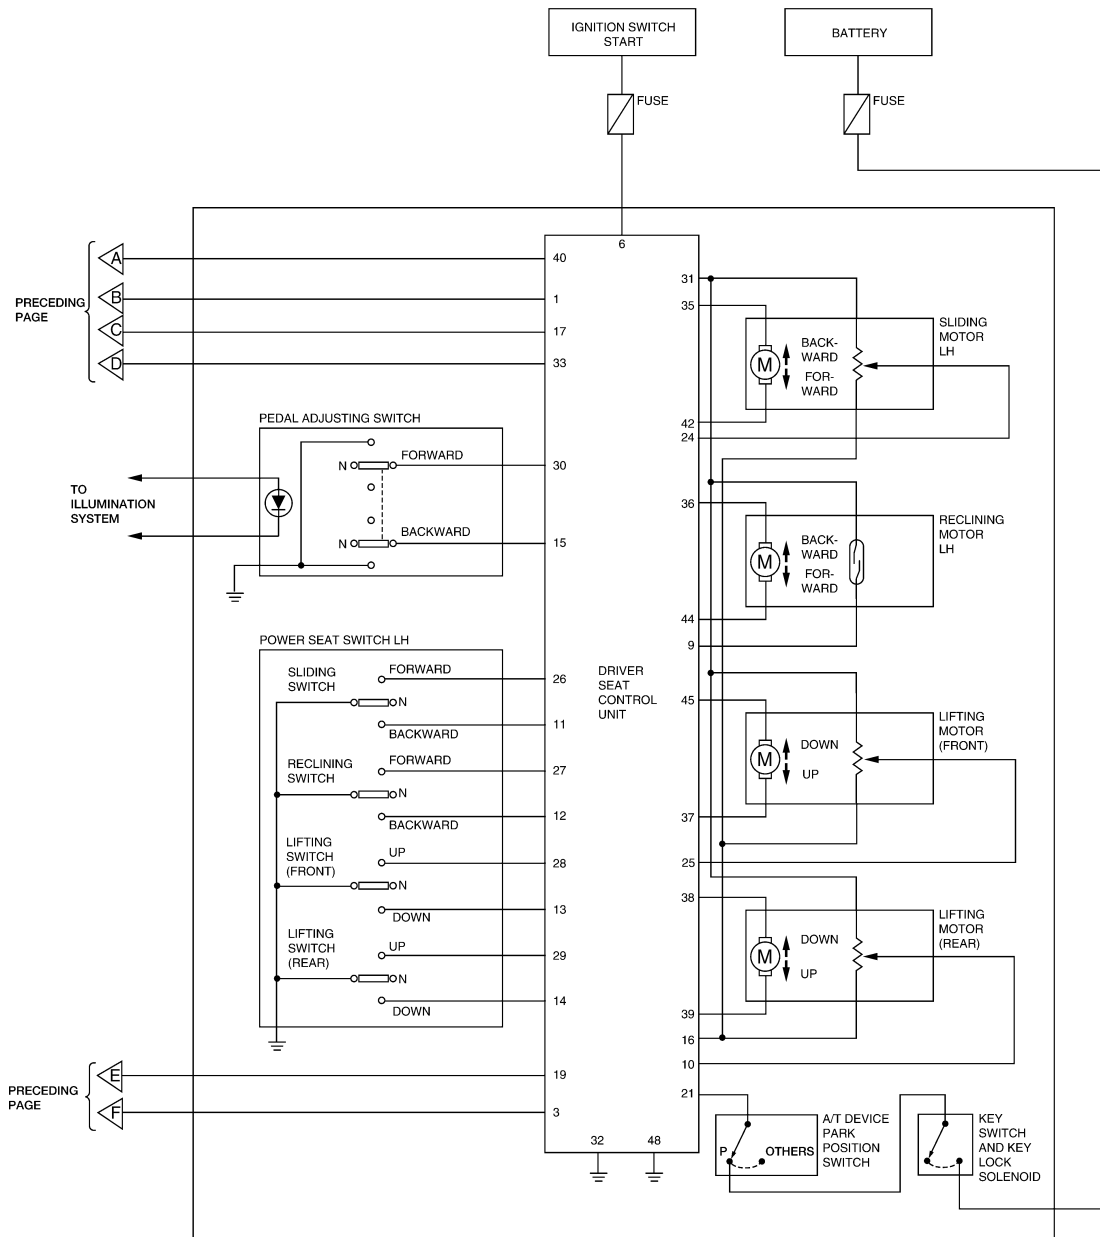 IGNITION SWITCH
START
BATTERY
FUSE
FUSE
6
PRECEDING
PAGE
A
B
C
D
40
1
17
33
PEDAL ADJUSTING SWITCH
N
FORWARD
30
N
BACKWARD
15
TO
ILLUMINATION
SYSTEM
POWER SEAT SWITCH LH
SLIDING
SWITCH
FORWARD
N
BACKWARD
26
11
RECLINING
SWITCH
FORWARD
N
BACKWARD
27
12
LIFTING
SWITCH
(FRONT)
UP
N
DOWN
28
13
LIFTING
SWITCH
(REAR)
UP
N
DOWN
29
14
PRECEDING
PAGE
E
F
19
3
DRIVER
SEAT
CONTROL
UNIT
32
48
31
35
42
24
M
BACK-
WARD
FOR-
WARD
SLIDING
MOTOR
LH
36
44
9
M
BACK-
WARD
FOR-
WARD
RECLINING
MOTOR
LH
45
37
25
M
DOWN
UP
LIFTING
MOTOR
(FRONT)
38
39
16
10
M
DOWN
UP
LIFTING
MOTOR
(REAR)
21
P
OTHERS
A/T DEVICE
PARK
POSITION
SWITCH
KEY
SWITCH
AND KEY
LOCK
SOLENOID